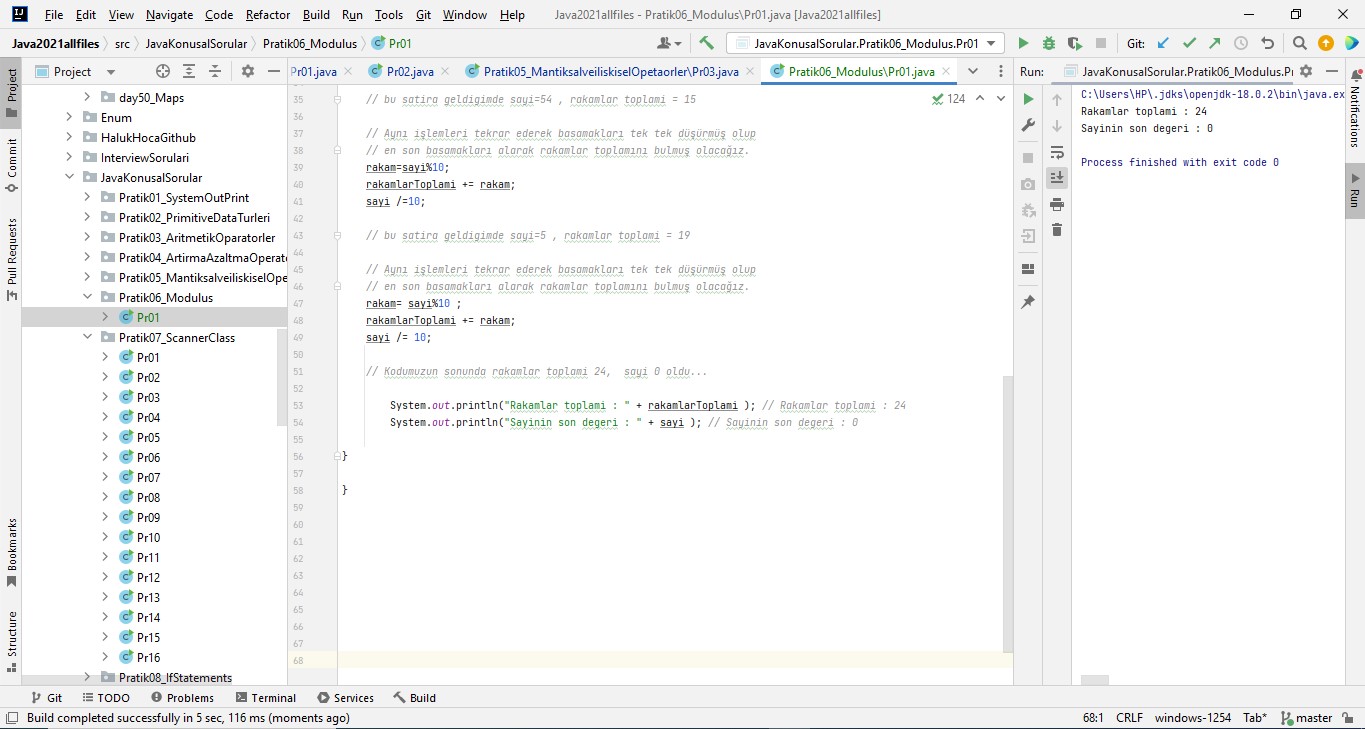 File Edit View Navigate Code Refactor Build Run Tools Git Window Help Java2021allfiles - Pratik06_Modulus\Pr01.java [Java2021allfiles]
Java2021allfiles src JavaKonusalSorular Pratik06_Modulus Pr01 JavaKonusalSorular.Pratik06_Modulus.Pr01 Git:
Project Pr01.java Pr02.java Pratik05_MantiksalveiliskiselOpetaorler\Pr03.java Pratik06_Modulus\Pr01.java Run: JavaKonusalSorular.Pratik06_Modulus.Pr
Project
Commit
Pull Requests
Bookmarks
Structure
day50_Maps
Enum
HalukHocaGithub
InterviewSorulari
JavaKonusalSorular
Pratik01_SystemOutPrint
Pratik02_PrimitiveDataTurleri
Pratik03_AritmetikOparatorler
Pratik04_ArtirmaAzaltmaOperat
Pratik05_MantiksalveiliskiselOpe
Pratik06_Modulus
Pr01
Pratik07_ScannerClass
Pr01
Pr02
Pr03
Pr04
Pr05
Pr06
Pr07
Pr08
Pr09
Pr10
Pr11
Pr12
Pr13
Pr14
Pr15
Pr16
Pratik08_IfStatements
124
35 // bu satira geldigimde sayi=54 , rakamlar toplami = 15
36
37 // Aynı işlemleri tekrar ederek basamakları tek tek düşürmüş olup
38 // en son basamakları alarak rakamlar toplamını bulmuş olacağız.
39 rakam=sayi%10;
40 rakamlarToplami += rakam;
41 sayi /=10;
42
43 // bu satira geldigimde sayi=5 , rakamlar toplami = 19
44
45 // Aynı işlemleri tekrar ederek basamakları tek tek düşürmüş olup
46 // en son basamakları alarak rakamlar toplamını bulmuş olacağız.
47 rakam= sayi%10 ;
48 rakamlarToplami += rakam;
49 sayi /= 10;
50
51 // Kodumuzun sonunda rakamlar toplami 24, sayi 0 oldu...
52
53 System.out.println("Rakamlar toplami : " + rakamlarToplami ); // Rakamlar toplami : 24
54 System.out.println("Sayinin son degeri : " + sayi ); // Sayinin son degeri : 0
55
56 }
57
58 }
59
60
61
62
63
64
65
66
67
68
C:\Users\HP\.jdks\openjdk-18.0.2\bin\java.ex
Rakamlar toplami : 24
Sayinin son degeri : 0
Process finished with exit code 0
Notifications
Run
Git TODO Problems Terminal Services Build
Build completed successfully in 5 sec, 116 ms (moments ago) 68:1 CRLF windows-1254 Tab* master